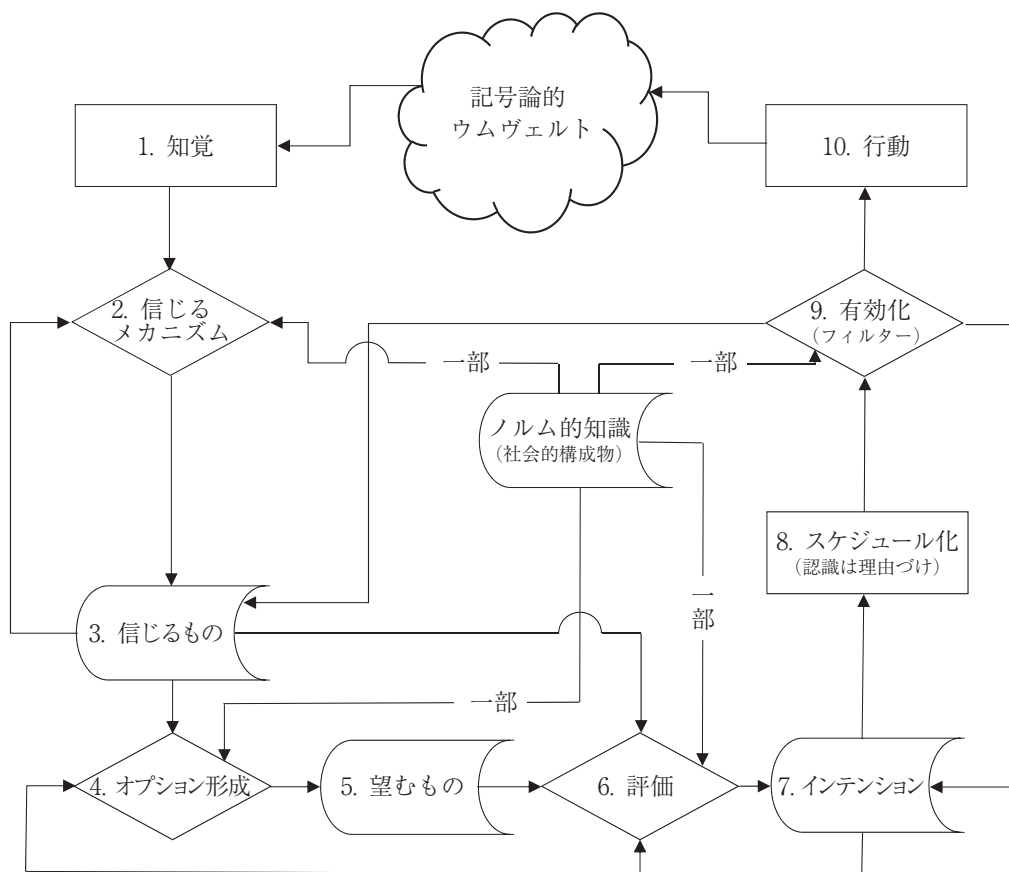 記号論的
ウムヴェルト
1. 知覚
10. 行動
2. 信じる
メカニズム
9. 有効化
(フィルター)
一部
一部
ノルム的知識
(社会的構成物)
8. スケジュール化
(認識は理由づけ)
一部
3. 信じるもの
一部
4. オプション形成
5. 望むもの
6. 評価
7. インテンション